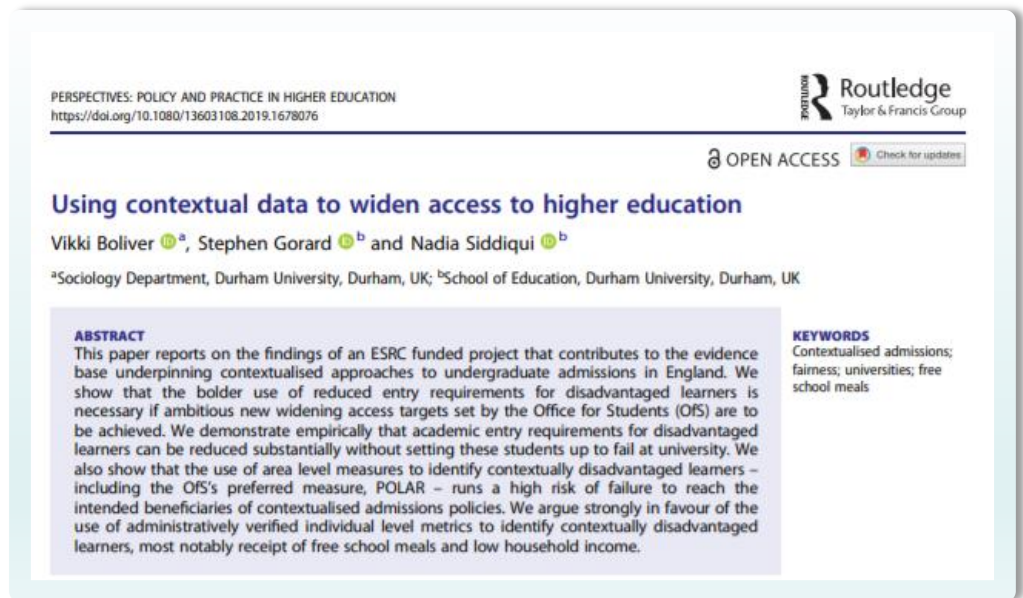 PERSPECTIVES: POLICY AND PRACTICE IN HIGHER EDUCATION
https://doi.org/10.1080/13603108.2019.1678076
ROUTLEDGE
Routledge
Taylor & Francis Group
OPEN ACCESS
Check for updates
Using contextual data to widen access to higher education
Vikki Boliver iD a, Stephen Gorard iD b and Nadia Siddiqui iD b
aSociology Department, Durham University, Durham, UK; bSchool of Education, Durham University, Durham, UK
ABSTRACT
This paper reports on the findings of an ESRC funded project that contributes to the evidence
base underpinning contextualised approaches to undergraduate admissions in England. We
show that the bolder use of reduced entry requirements for disadvantaged learners is
necessary if ambitious new widening access targets set by the Office for Students (OfS) are to
be achieved. We demonstrate empirically that academic entry requirements for disadvantaged
learners can be reduced substantially without setting these students up to fail at university. We
also show that the use of area level measures to identify contextually disadvantaged learners –
including the OfS's preferred measure, POLAR – runs a high risk of failure to reach the
intended beneficiaries of contextualised admissions policies. We argue strongly in favour of the
use of administratively verified individual level metrics to identify contextually disadvantaged
learners, most notably receipt of free school meals and low household income.
KEYWORDS
Contextualised admissions;
fairness; universities; free
school meals